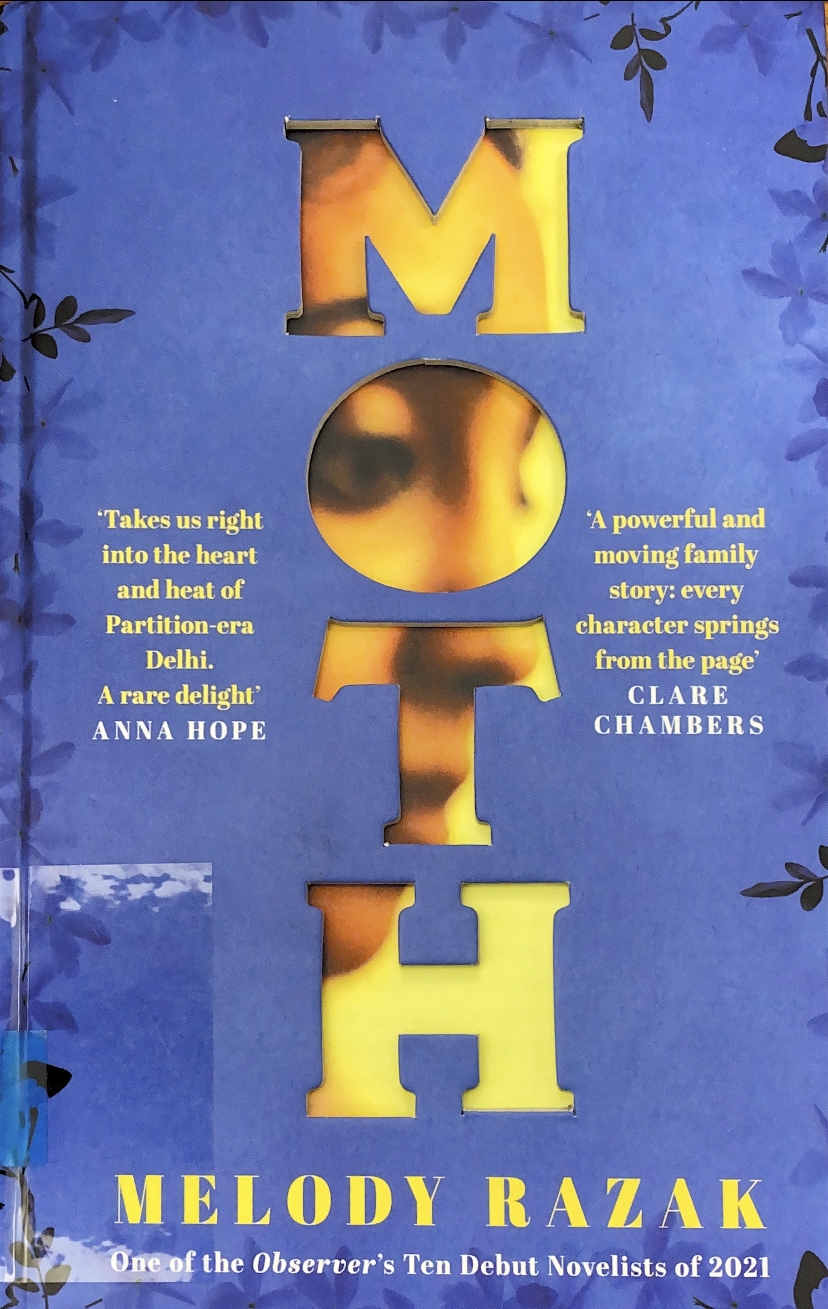 M
O
T
H
‘Takes us right
into the heart
and heat of
Partition-era
Delhi.
A rare delight’
ANNA HOPE
‘A powerful and
moving family
story: every
character springs
from the page’
CLARE
CHAMBERS
MELODY RAZAK
One of the Observer’s Ten Debut Novelists of 2021